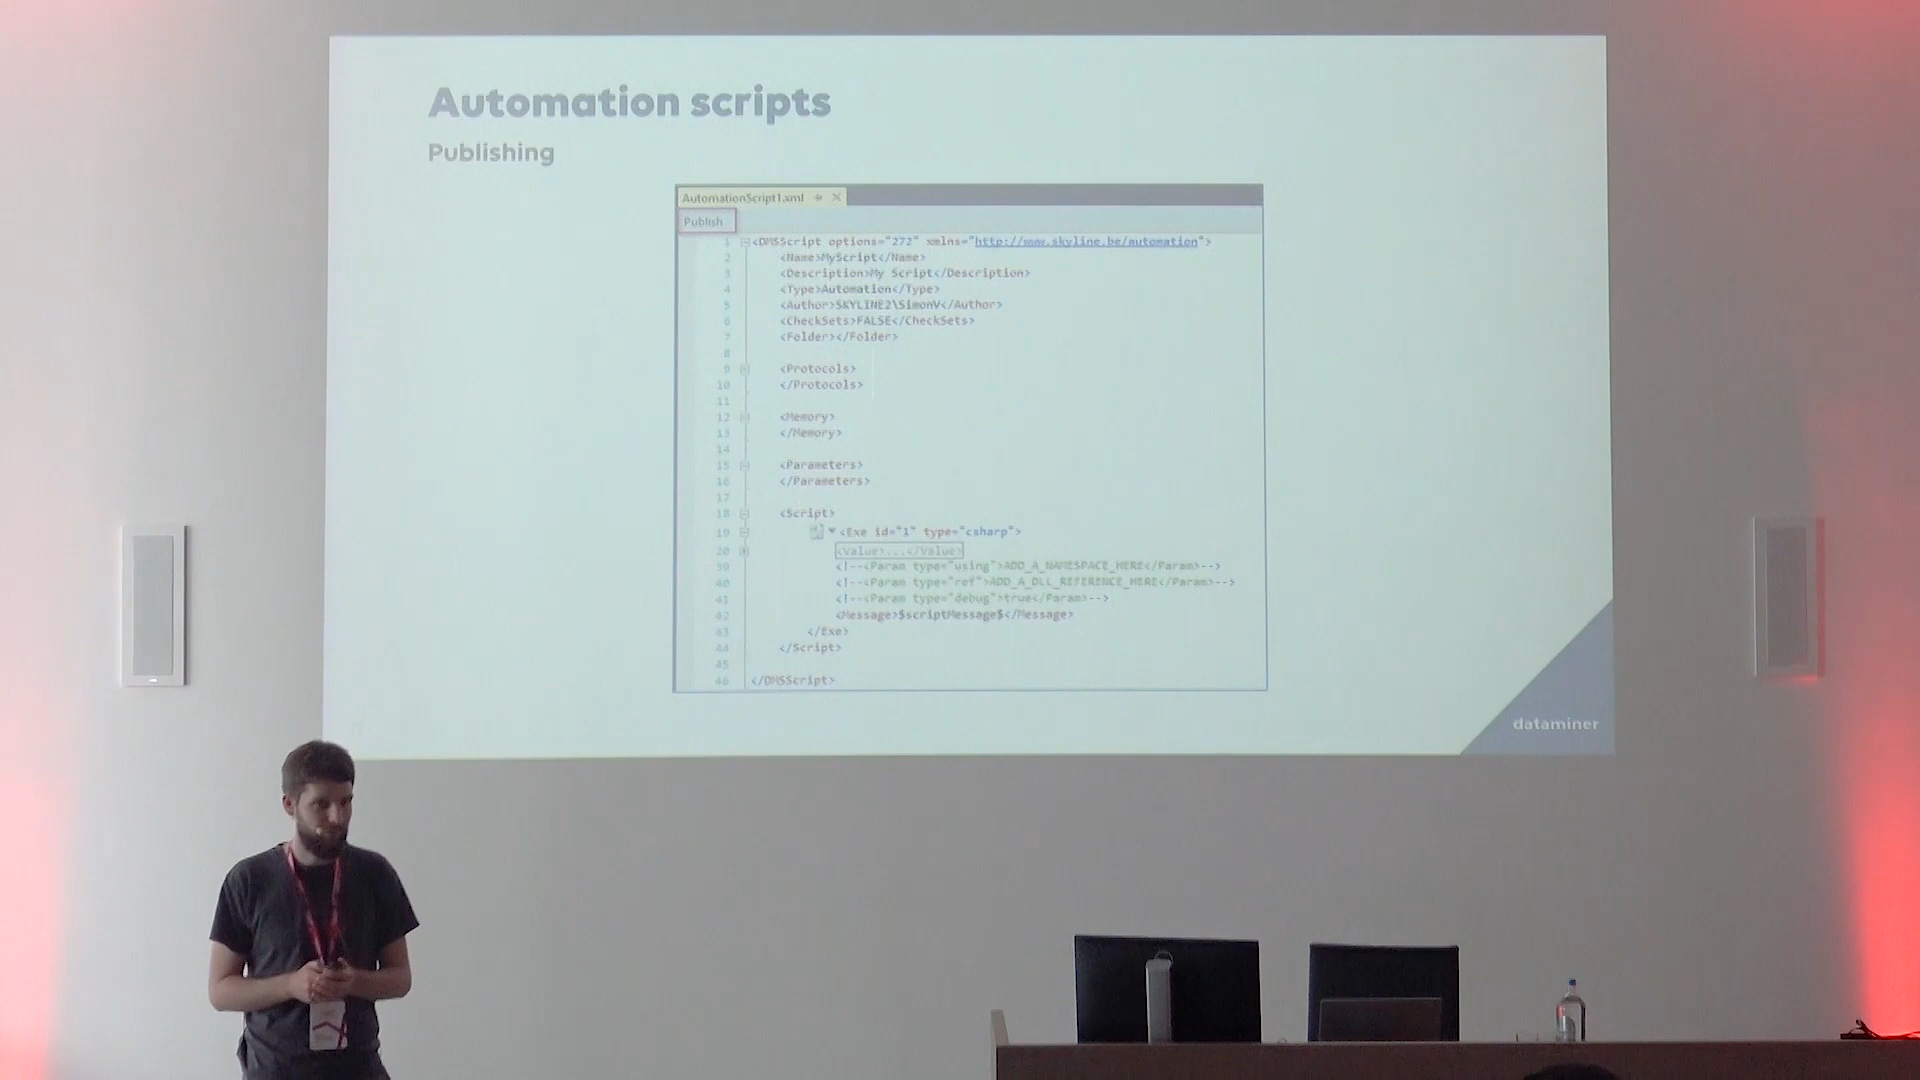 Automation scripts
Publishing
AutomationScript1.xml
Publish
1 <DMSScript options="272" xmlns="http://www.skyline.be/automation">
2 <Name>MyScript</Name>
3 <Description>My Script</Description>
4 <Type>Automation</Type>
5 <Author>SKYLINE2\SimonV</Author>
6 <CheckSets>FALSE</CheckSets>
7 <Folder></Folder>
8
9 <Protocols>
10 </Protocols>
11
12 <Memory>
13 </Memory>
14
15 <Parameters>
16 </Parameters>
17
18 <Script>
19 <Exe id="1" type="csharp">
20 <Value>...</Value>
39 <!--<Param type="using">ADD_A_NAMESPACE_HERE</Param>-->
40 <!--<Param type="ref">ADD_A_DLL_REFERENCE_HERE</Param>-->
41 <!--<Param type="debug">true</Param>-->
42 <Message>$scriptMessage$</Message>
43 </Exe>
44 </Script>
45
46 </DMSScript>
dataminer